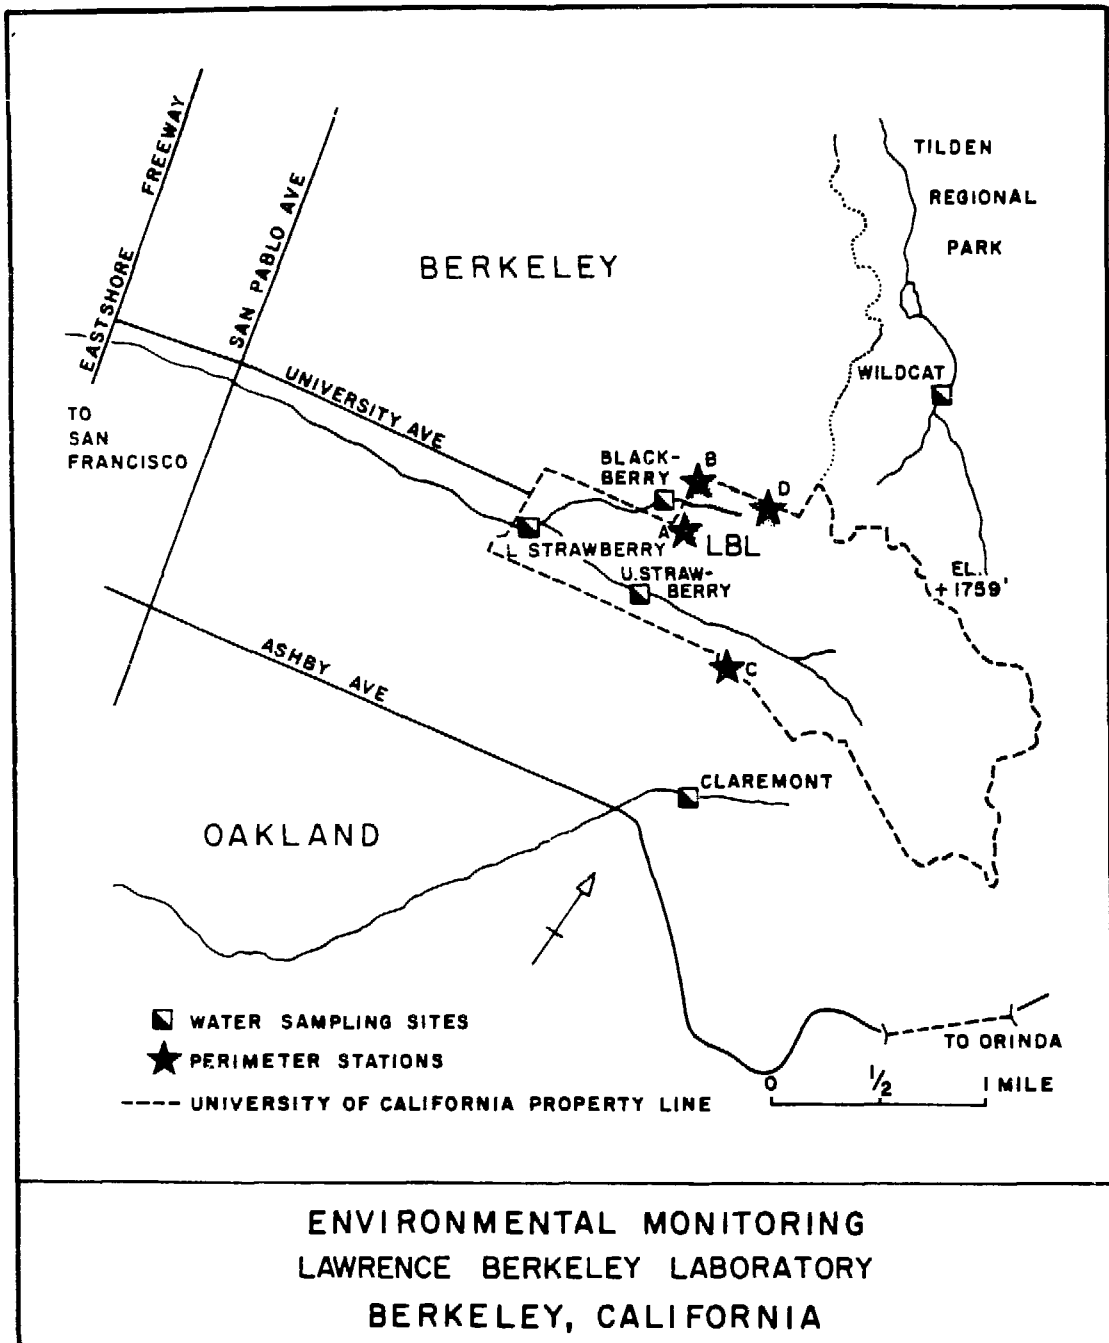 EASTSHORE FREEWAY
SAN PABLO AVE
TILDEN
REGIONAL
PARK
BERKELEY
UNIVERSITY AVE
TO
SAN
FRANCISCO
WILDCAT
BLACK-
BERRY
B
D
A
LBL
L STRAWBERRY
U. STRAW-
BERRY
EL.
+ 1759'
C
ASHBY AVE
CLAREMONT
OAKLAND
WATER SAMPLING SITES
PERIMETER STATIONS
UNIVERSITY OF CALIFORNIA PROPERTY LINE
TO ORINDA
0 1/2 1 MILE
ENVIRONMENTAL MONITORING
LAWRENCE BERKELEY LABORATORY
BERKELEY, CALIFORNIA